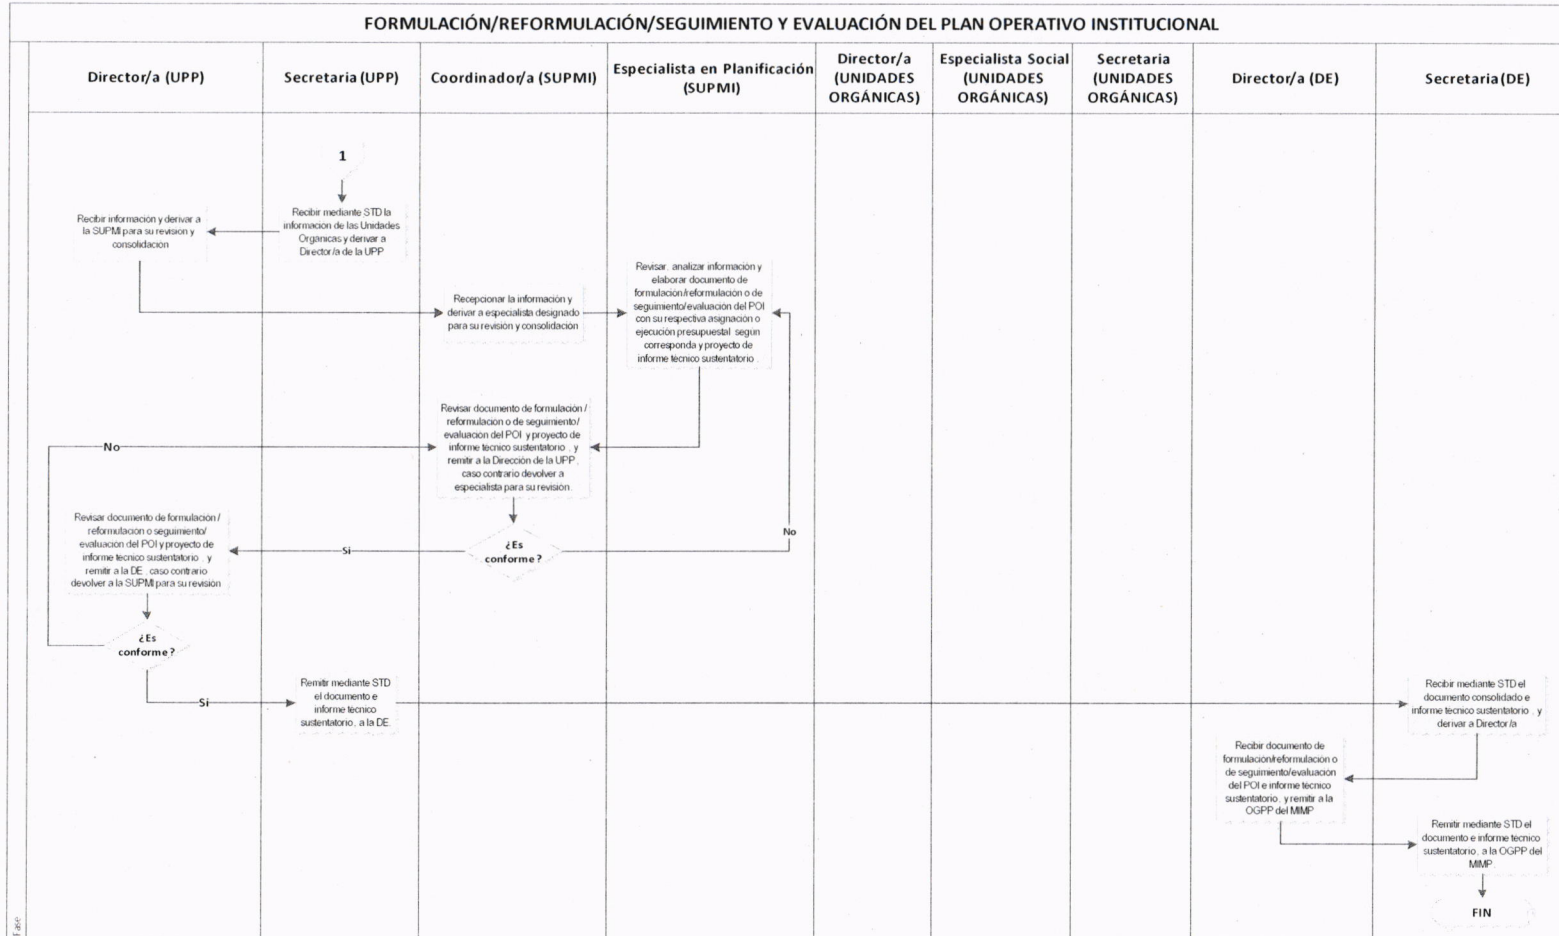 FORMULACIÓN/REFORMULACIÓN/SEGUIMIENTO Y EVALUACIÓN DEL PLAN OPERATIVO INSTITUCIONAL
Director/a (UPP)
Secretaria (UPP)
Coordinador/a (SUPMI)
Especialista en Planificación
(SUPMI)
Director/a
(UNIDADES
ORGÁNICAS)
Especialista Social
(UNIDADES
ORGÁNICAS)
Secretaria
(UNIDADES
ORGÁNICAS)
Director/a (DE)
Secretaria (DE)
1
Recibir mediante STD la
información de las Unidades
Orgánicas y derivar a
Director/a de la UPP
Recibir información y derivar a
la SUPMI para su revisión y
consolidación
Recepcionar la información y
derivar a especialista designado
para su revisión y consolidación
Revisar, analizar información y
elaborar documento de
formulación/reformulación o de
seguimiento/evaluación del POI
con su respectiva asignación o
ejecución presupuestal según
corresponda y proyecto de
informe técnico sustentatorio .
Revisar documento de formulación /
reformulación o de seguimiento/
evaluación del POI y proyecto de
informe técnico sustentatorio , y
remitir a la Dirección de la UPP ,
caso contrario devolver a
especialista para su revisión.
No
¿Es
conforme?
No
Si
Revisar documento de formulación /
reformulación o seguimiento/
evaluación del POI y proyecto de
informe técnico sustentatorio , y
remitir a la DE , caso contrario
devolver a la SUPMI para su revisión
¿Es
conforme?
Si
Remitir mediante STD
el documento e
informe técnico
sustentatorio, a la DE.
Recibir mediante STD el
documento consolidado e
informe técnico sustentatorio , y
derivar a Director/a
Recibir documento de
formulación/reformulación o
de seguimiento/evaluación
del POI e informe técnico
sustentatorio, y remitir a la
OGPP del MIMP
Remitir mediante STD el
documento e informe técnico
sustentatorio, a la OGPP del
MIMP
FIN
Fase